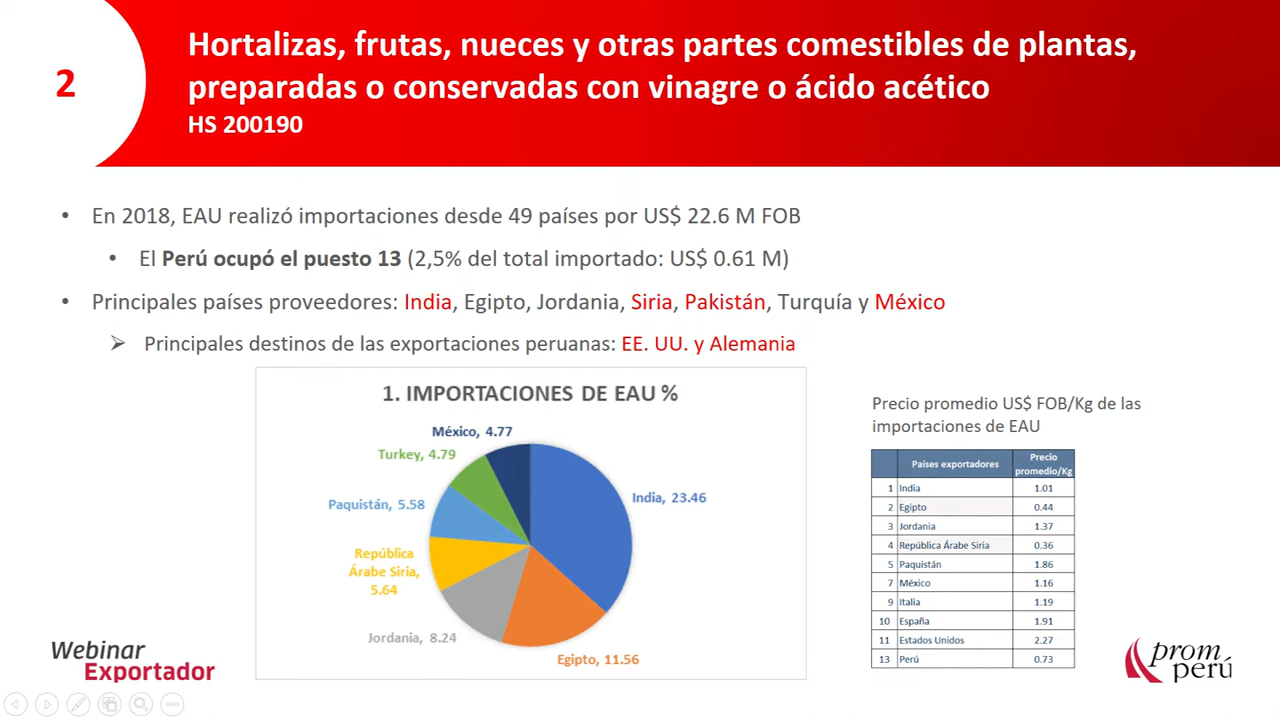 2
Hortalizas, frutas, nueces y otras partes comestibles de plantas,
preparadas o conservadas con vinagre o ácido acético
HS 200190
• En 2018, EAU realizó importaciones desde 49 países por US$ 22.6 M FOB
• El Perú ocupó el puesto 13 (2,5% del total importado: US$ 0.61 M)
• Principales países proveedores: India, Egipto, Jordania, Siria, Pakistán, Turquía y México
➢ Principales destinos de las exportaciones peruanas: EE. UU. y Alemania
1. IMPORTACIONES DE EAU %
México, 4.77
Turkey, 4.79
Paquistán, 5.58
República
Árabe Siria,
5.64
Jordania, 8.24
Egipto, 11.56
India, 23.46
Precio promedio US$ FOB/Kg de las
importaciones de EAU
Países exportadores Precio
promedio/Kg
1 India 1.01
2 Egipto 0.44
3 Jordania 1.37
4 República Árabe Siria 0.36
5 Paquistán 1.86
7 México 1.16
9 Italia 1.19
10 España 1.91
11 Estados Unidos 2.27
13 Perú 0.73
Webinar
Exportador
prom
perú